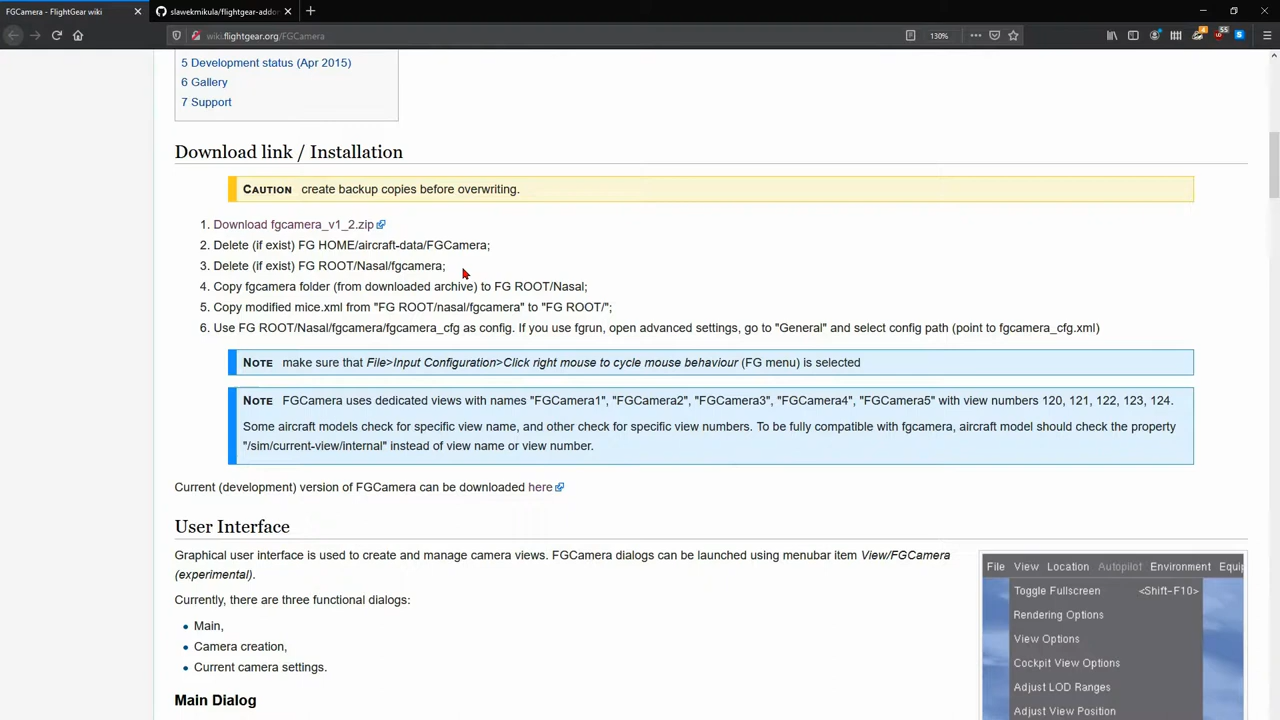 FGCamera - FlightGear wiki
slawekmikula/flightgear-addon
wiki.flightgear.org/FGCamera
130%
4
55
5 Development status (Apr 2015)
6 Gallery
7 Support
Download link / Installation
CAUTION create backup copies before overwriting.
1. Download fgcamera_v1_2.zip
2. Delete (if exist) FG HOME/aircraft-data/FGCamera;
3. Delete (if exist) FG ROOT/Nasal/fgcamera;
4. Copy fgcamera folder (from downloaded archive) to FG ROOT/Nasal;
5. Copy modified mice.xml from "FG ROOT/nasal/fgcamera" to "FG ROOT/";
6. Use FG ROOT/Nasal/fgcamera/fgcamera_cfg as config. If you use fgrun, open advanced settings, go to "General" and select config path (point to fgcamera_cfg.xml)
NOTE make sure that File>Input Configuration>Click right mouse to cycle mouse behaviour (FG menu) is selected
NOTE FGCamera uses dedicated views with names "FGCamera1", "FGCamera2", "FGCamera3", "FGCamera4", "FGCamera5" with view numbers 120, 121, 122, 123, 124.
Some aircraft models check for specific view name, and other check for specific view numbers. To be fully compatible with fgcamera, aircraft model should check the property
"/sim/current-view/internal" instead of view name or view number.
Current (development) version of FGCamera can be downloaded here
User Interface
Graphical user interface is used to create and manage camera views. FGCamera dialogs can be launched using menubar item View/FGCamera
(experimental).
Currently, there are three functional dialogs:
Main,
Camera creation,
Current camera settings.
Main Dialog
File View Location Autopilot Environment Equip
Toggle Fullscreen <Shift-F10>
Rendering Options
View Options
Cockpit View Options
Adjust LOD Ranges
Adjust View Position